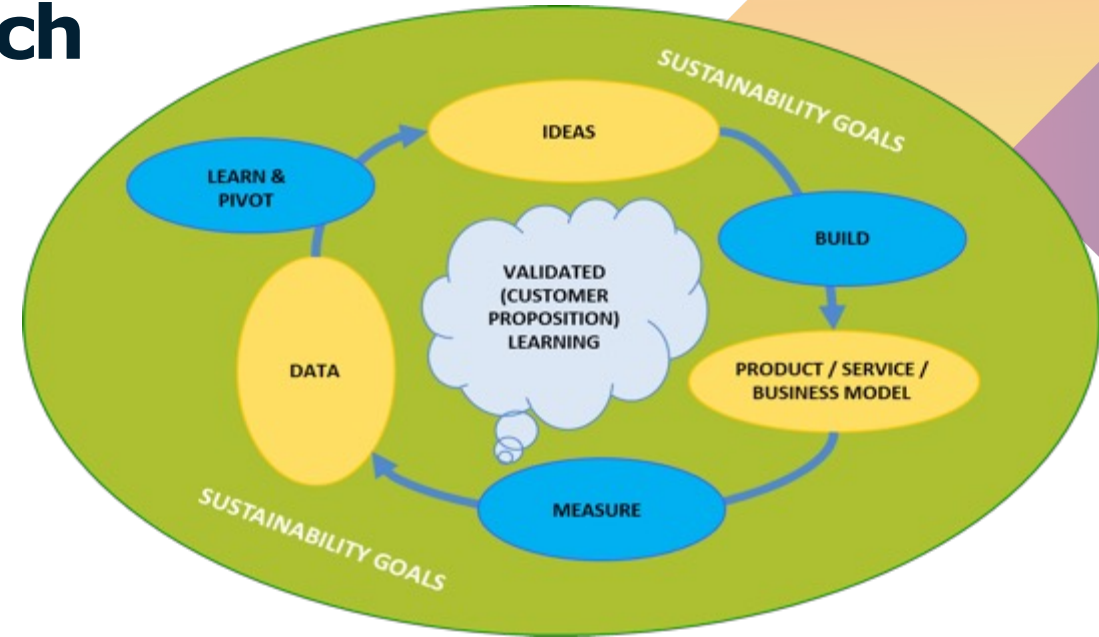 ch
SUSTAINABILITY GOALS
IDEAS
LEARN &
PIVOT
BUILD
VALIDATED
(CUSTOMER
PROPOSITION)
LEARNING
DATA
PRODUCT / SERVICE /
BUSINESS MODEL
MEASURE
SUSTAINABILITY GOALS